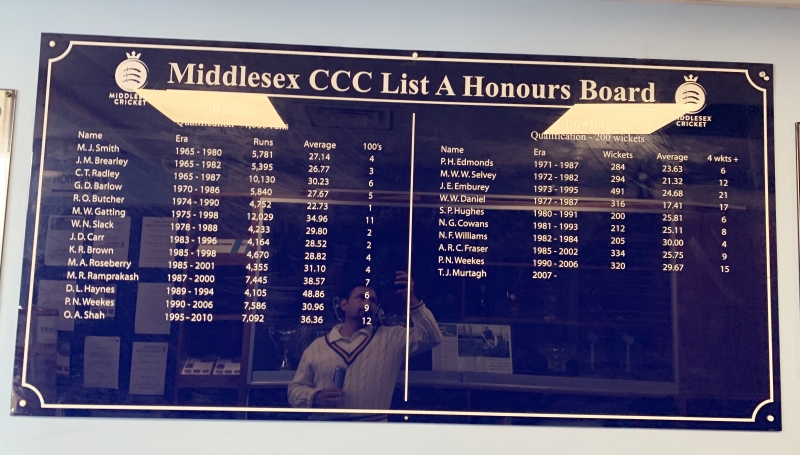 Middlesex CCC List A Honours Board
MIDDLESEX
CRICKET
MIDDLESEX
CRICKET
Name Era Runs Average 100's
M. J. Smith 1965 - 1980 5,781 27.14 4
J. M. Brearley 1965 - 1982 5,395 26.77 3
C. T. Radley 1965 - 1987 10,130 30.23 6
G. D. Barlow 1970 - 1986 5,840 27.67 5
R. O. Butcher 1974 - 1990 4,752 22.73 1
M. W. Gatting 1975 - 1998 12,029 34.96 11
W. N. Slack 1978 - 1988 4,233 29.80 2
J. D. Carr 1983 - 1996 4,164 28.52 2
K. R. Brown 1985 - 1998 4,670 28.82 4
M. A. Roseberry 1985 - 2001 4,355 31.10 4
M. R. Ramprakash 1987 - 2000 7,445 38.57 7
D. L. Haynes 1989 - 1994 4,105 48.86 6
P. N. Weekes 1990 - 2006 7,586 30.96 9
O. A. Shah 1995 - 2010 7,092 36.36 12
Qualification - 200 wickets
Name Era Wickets Average 4 wkts +
P. H. Edmonds 1971 - 1987 284 23.63 6
M. W. W. Selvey 1972 - 1982 294 21.32 12
J. E. Emburey 1973 - 1995 491 24.68 21
W. W. Daniel 1977 - 1987 316 17.41 17
S. P. Hughes 1980 - 1991 200 25.81 6
N. G. Cowans 1981 - 1993 212 25.11 8
N. F. Williams 1982 - 1984 205 30.00 4
A. R. C. Fraser 1985 - 2002 334 25.75 9
P. N. Weekes 1990 - 2006 320 29.67 15
T. J. Murtagh 2007 -